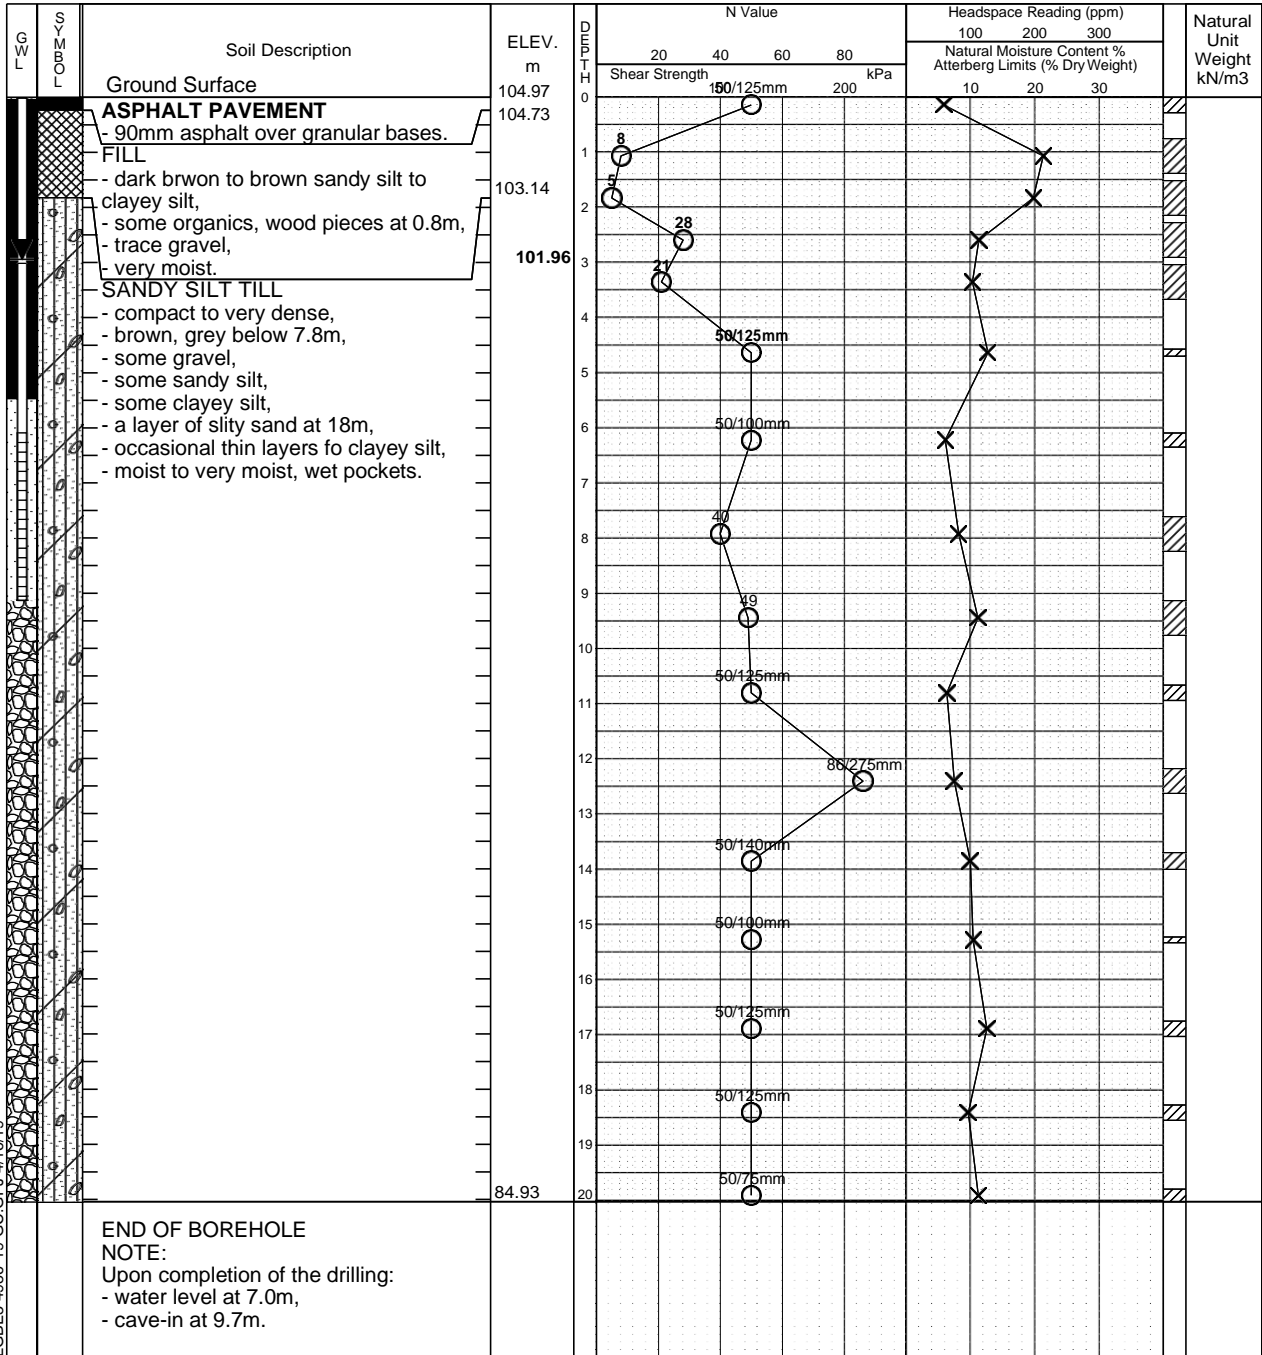 GWL
SYMBOL
Soil Description
Ground Surface
ELEV.
m
104.97
DEPTH
N Value
20 40 60 80
Shear Strength kPa
100 200
Headspace Reading (ppm)
100 200 300
Natural Moisture Content %
Atterberg Limits (% Dry Weight)
10 20 30
Natural
Unit
Weight
kN/m3
ASPHALT PAVEMENT
104.73
- 90mm asphalt over granular bases.
FILL
- dark brwon to brown sandy silt to
clayey silt,
103.14
- some organics, wood pieces at 0.8m,
- trace gravel,
- very moist.
101.96
SANDY SILT TILL
- compact to very dense,
- brown, grey below 7.8m,
- some gravel,
- some sandy silt,
- some clayey silt,
- a layer of slity sand at 18m,
- occasional thin layers fo clayey silt,
- moist to very moist, wet pockets.
84.93
END OF BOREHOLE
NOTE:
Upon completion of the drilling:
- water level at 7.0m,
- cave-in at 9.7m.
0
1
2
3
4
5
6
7
8
9
10
11
12
13
14
15
16
17
18
19
20
50/125mm
8
5
28
21
50/125mm
50/100mm
40
49
50/125mm
86/275mm
50/140mm
50/100mm
50/125mm
50/125mm
50/75mm